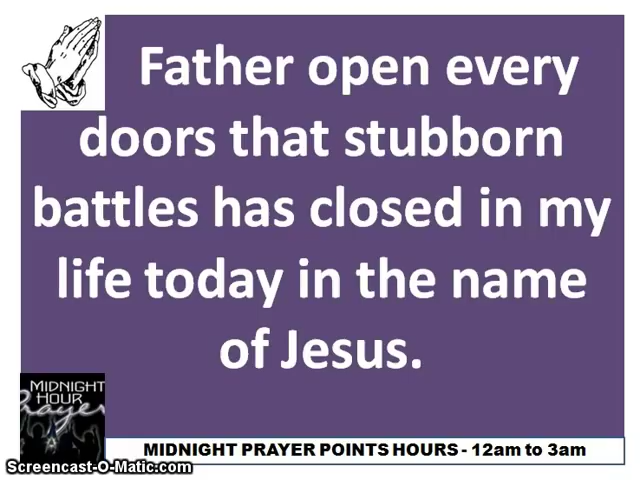 Father open every
doors that stubborn
battles has closed in my
life today in the name
of Jesus.
MIDNIGHT
HOUR
Prayer
MIDNIGHT PRAYER POINTS HOURS - 12am to 3am
Screencast-O-Matic.com